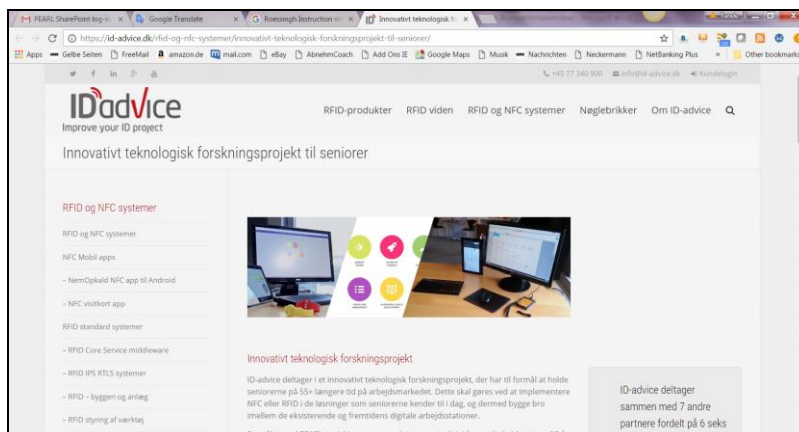 PEARL SharePoint log-in
Google Translate
Roessingh Instruction vi
Innovativt teknologisk f
https://id-advice.dk/rfid-og-nfc-systemer/innovativt-teknologisk-forskningsprojekt-til-seniorer/
Apps Gelbe Seiten FreeMail amazon.de mail.com eBay AbnehmCoach Add Ons IE Google Maps Musik Nachrichten Neckermann NetBanking Plus » Other bookmarks
+45 77 340 900 info@id-advice.dk Kundelogin
IDadvice
Improve your ID project
RFID-produkter RFID viden RFID og NFC systemer Nøglebrikker Om ID-advice
Innovativt teknologisk forskningsprojekt til seniorer
RFID og NFC systemer
RFID og NFC systemer
NFC Mobil apps
– NemOpkald NFC app til Android
– NFC visitkort app
RFID standard systemer
– RFID Core Service middleware
– RFID IPS RTLS systemer
– RFID – byggeri og anlæg
– RFID styring af værktøj
Innovativt teknologisk forskningsprojekt
ID-advice deltager i et innovativt teknologisk forskningsprojekt, der har til formål at holde
seniorerne på 55+ længere tid på arbejdsmarkedet. Dette skal gøres ved at implementere
NFC eller RFID i de løsninger som seniorerne kender til i dag, og dermed bygge bro
imellem de eksisterende og fremtidens digitale arbejdsstationer.
ID-advice deltager
sammen med 7 andre
partnere fordelt på 6 seks